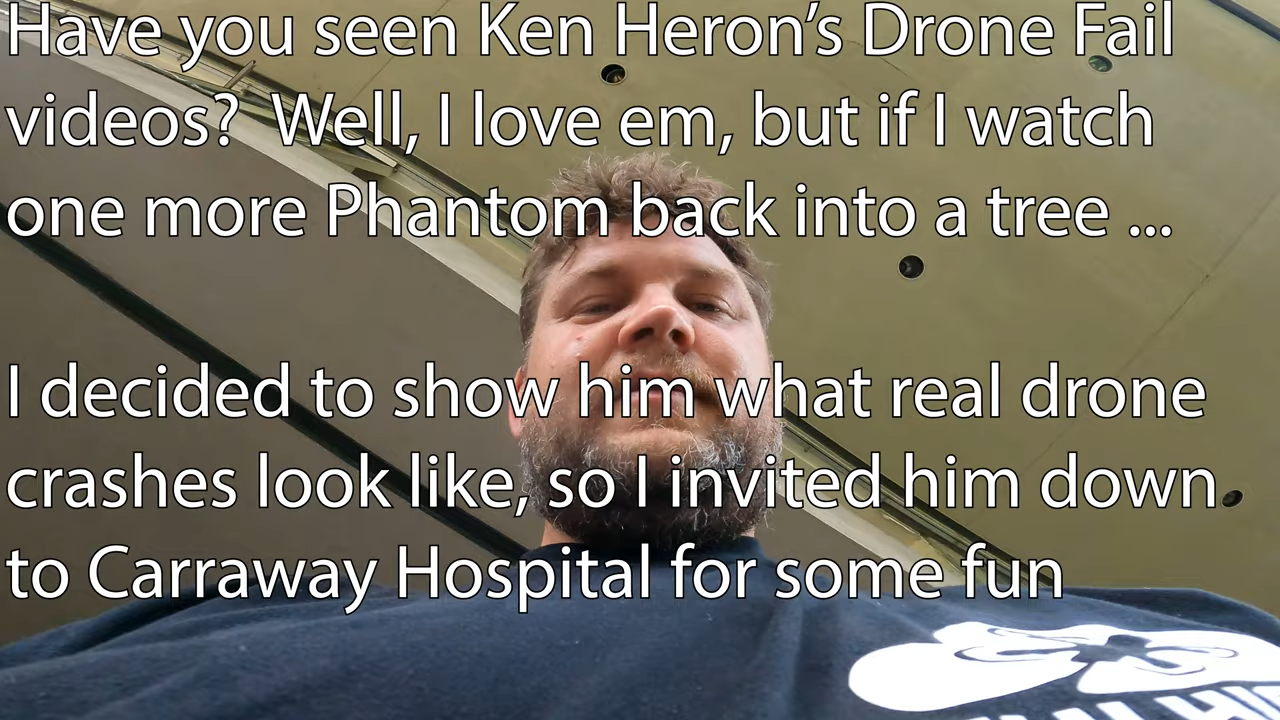 Have you seen Ken Heron’s Drone Fail
videos?  Well, I love em, but if I watch
one more Phantom back into a tree ...
I decided to show him what real drone
crashes look like, so I invited him down
to Carraway Hospital for some fun